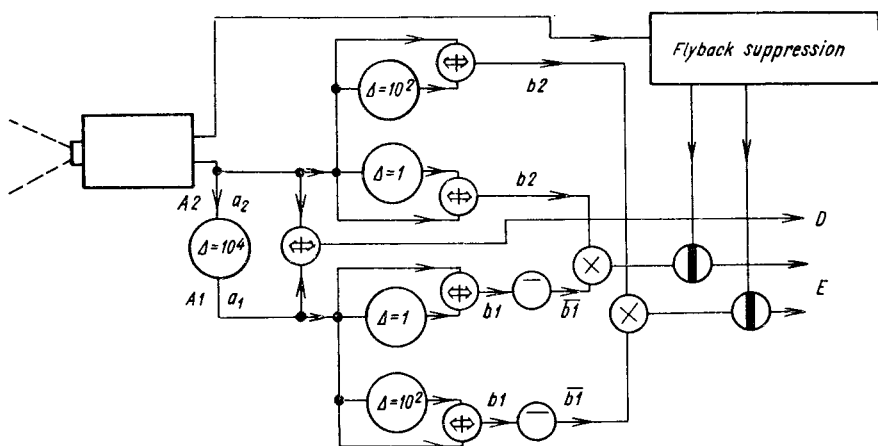 Flyback suppression
Δ=10²
b2
Δ=1
b2
A2 a₂
D
Δ=10⁴
A1 a₁
E
b1 — b̅1̅
Δ=1
Δ=10²
b1 — b̅1̅